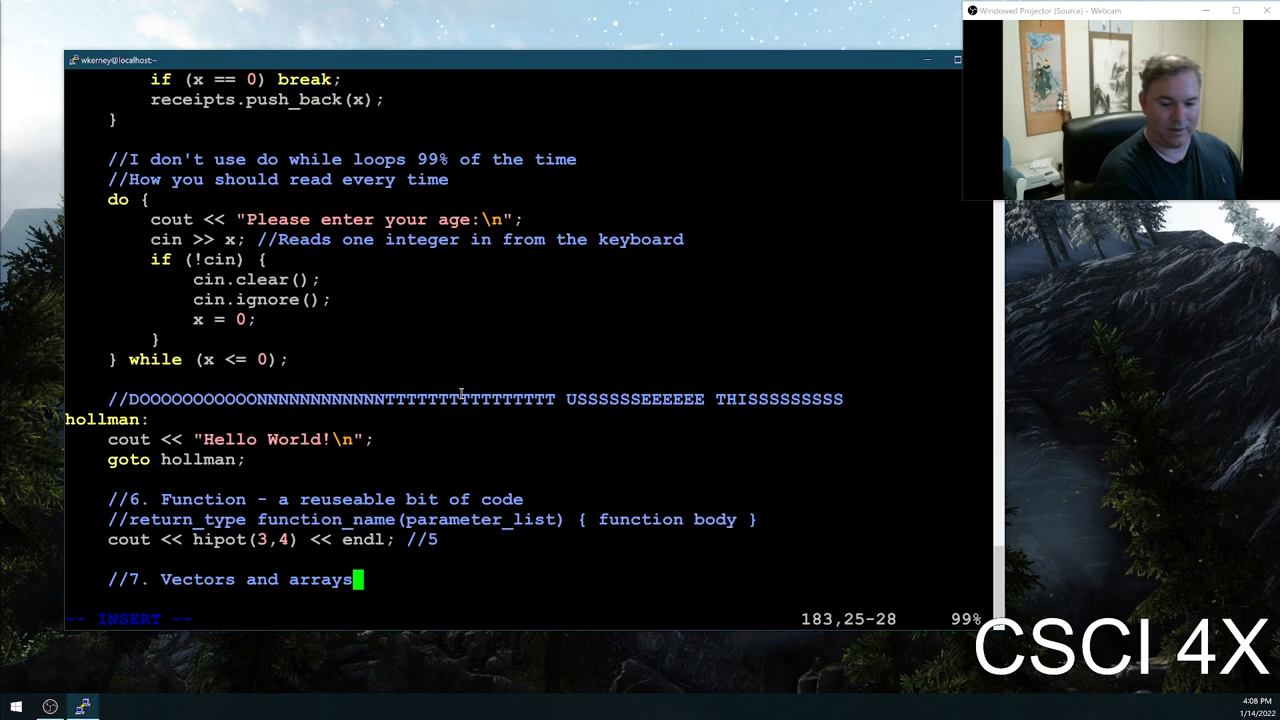 Windowed Projector (Source) - Webcam
wkerney@localhost:~
if (x == 0) break;
receipts.push_back(x);
}
//I don't use do while loops 99% of the time
//How you should read every time
do {
cout << "Please enter your age:\n";
cin >> x; //Reads one integer in from the keyboard
if (!cin) {
cin.clear();
cin.ignore();
x = 0;
}
} while (x <= 0);
//DOOOOOOOOOOONNNNNNNNNNNNTTTTTTTTTTTTTTTT USSSSSSEEEEEE THISSSSSSSSS
hollman:
cout << "Hello World!\n";
goto hollman;
//6. Function - a reuseable bit of code
//return_type function_name(parameter_list) { function body }
cout << hipot(3,4) << endl; //5
//7. Vectors and arrays
-- INSERT -- 183,25-28 99%
CSCI 4X
4:08 PM
1/14/2022